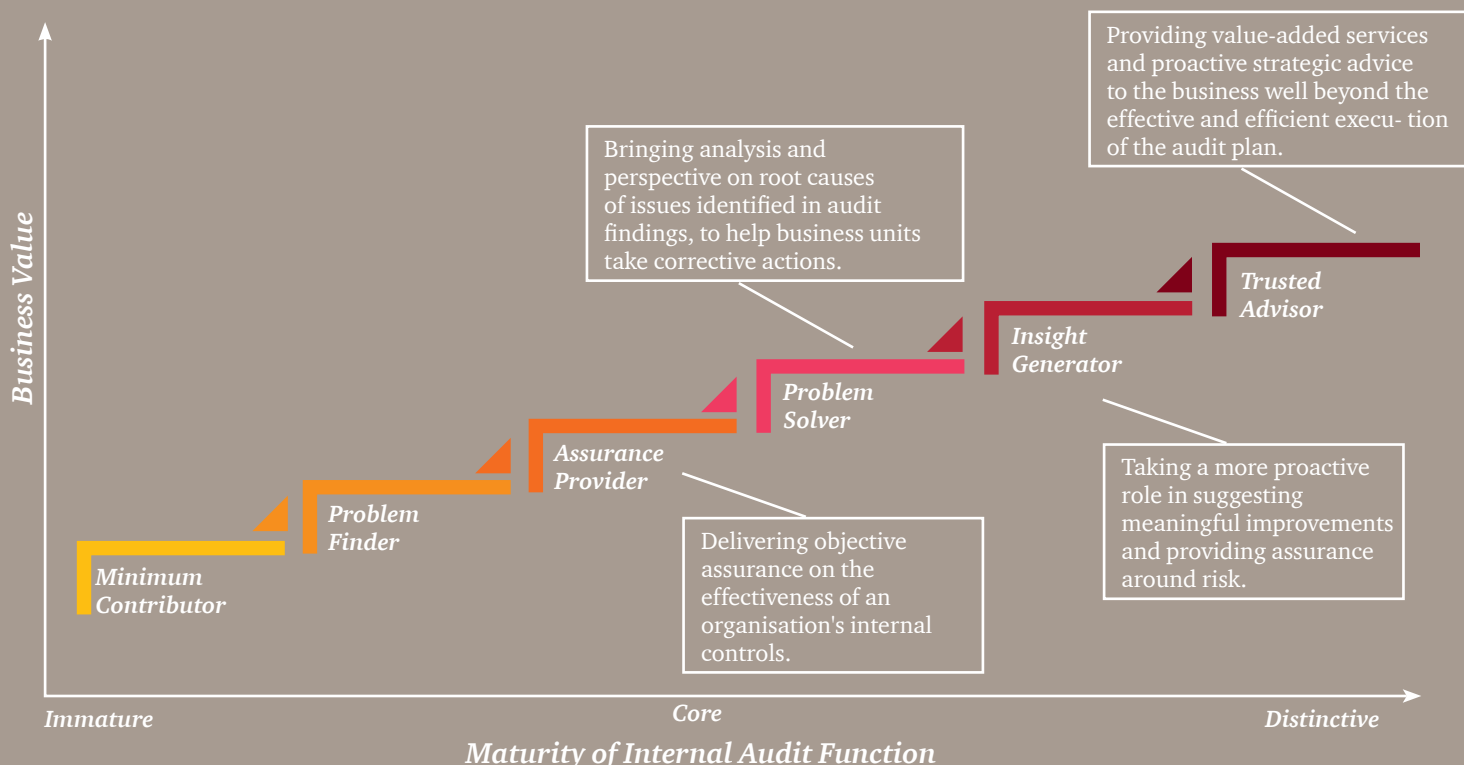 Business Value
Providing value-added services
and proactive strategic advice
to the business well beyond the
effective and efficient execu- tion
of the audit plan.
Bringing analysis and
perspective on root causes
of issues identified in audit
findings, to help business units
take corrective actions.
Trusted
Advisor
Insight
Generator
Problem
Solver
Assurance
Provider
Problem
Finder
Minimum
Contributor
Taking a more proactive
role in suggesting
meaningful improvements
and providing assurance
around risk.
Delivering objective
assurance on the
effectiveness of an
organisation's internal
controls.
Immature
Core
Distinctive
Maturity of Internal Audit Function